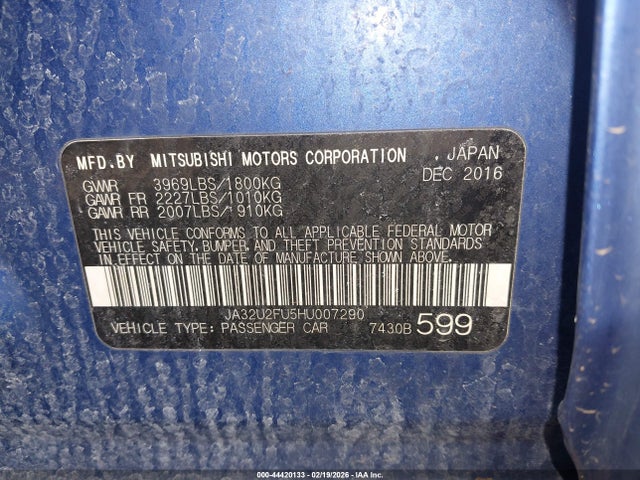 MFD.BY MITSUBISHI MOTORS CORPORATION , JAPAN
DEC 2016
GVWR 3969LBS/1800KG
GAWR FR 2227LBS/1010KG
GAWR RR 2007LBS/ 910KG
THIS VEHICLE CONFORMS TO ALL APPLICABLE FEDERAL MOTOR
VEHICLE SAFETY, BUMPER, AND THEFT PREVENTION STANDARDS
IN EFFECT ON THE DATE OF MANUFACTURE SHOWN ABOVE.
JA32U2FU5HU007290
VEHICLE TYPE: PASSENGER CAR 7430B 599
000-44420133 - 02/19/2026 - IAA Inc.